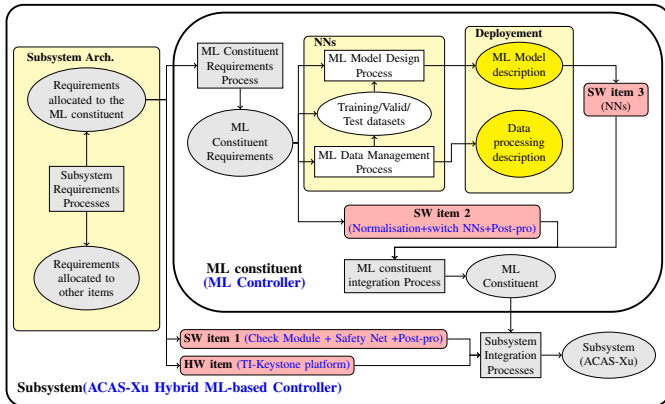 Subsystem Arch.
Requirements
allocated to the
ML constituent
Subsystem
Requirements
Processes
Requirements
allocated to
other items
ML Constituent
Requirements
Process
ML
Constituent
Requirements
NNs
ML Model Design
Process
Training/Valid/
Test datasets
ML Data Management
Process
Deployement
ML Model
description
Data
processing
description
SW item 3
(NNs)
SW item 2
(Normalisation+switch NNs+Post-pro)
ML constituent
(ML Controller)
ML constituent
integration Process
ML
Constituent
SW item 1 (Check Module + Safety Net +Post-pro)
HW item (TI-Keystone platform)
Subsystem
Integration
Processes
Subsystem
(ACAS-Xu)
Subsystem(ACAS-Xu Hybrid ML-based Controller)